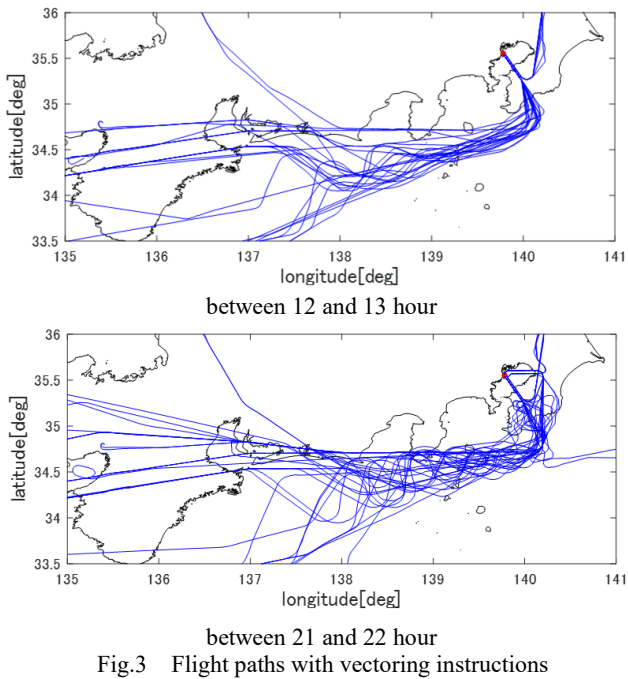 36
35.5
35
34.5
34
33.5
latitude[deg]
135 136 137 138 139 140 141
longitude[deg]
between 12 and 13 hour
36
35.5
35
34.5
34
33.5
latitude[deg]
135 136 137 138 139 140 141
longitude[deg]
between 21 and 22 hour
Fig.3 Flight paths with vectoring instructions